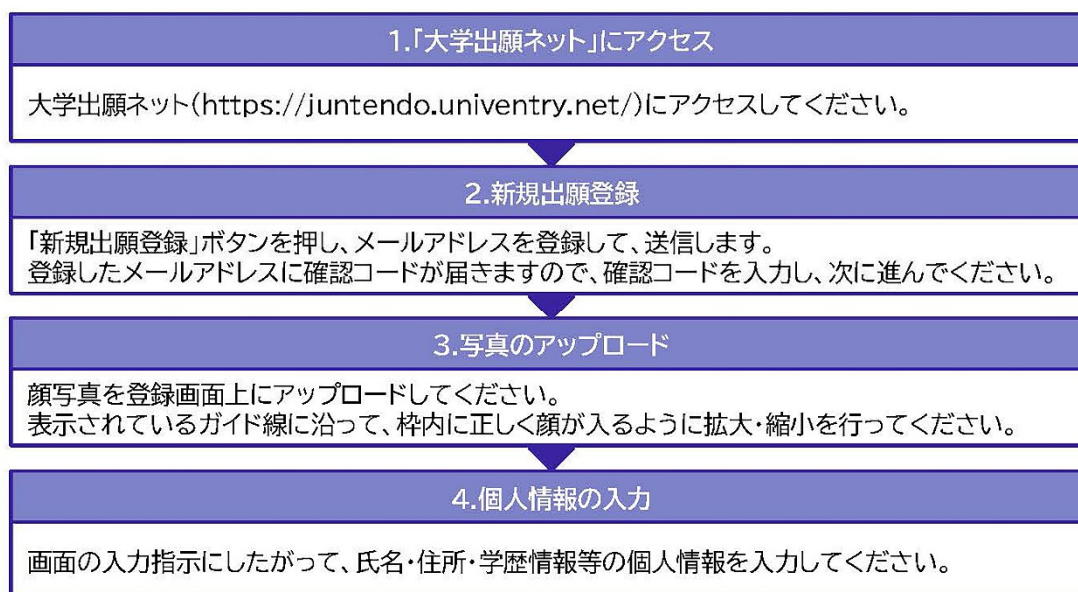 1.「大学出願ネット」にアクセス
大学出願ネット(https://juntendo.univentry.net/)にアクセスしてください。
2.新規出願登録
「新規出願登録」ボタンを押し、メールアドレスを登録して、送信します。
登録したメールアドレスに確認コードが届きますので、確認コードを入力し、次に進んでください。
3.写真のアップロード
顔写真を登録画面上にアップロードしてください。
表示されているガイド線に沿って、枠内に正しく顔が入るように拡大・縮小を行ってください。
4.個人情報の入力
画面の入力指示にしたがって、氏名・住所・学歴情報等の個人情報を入力してください。